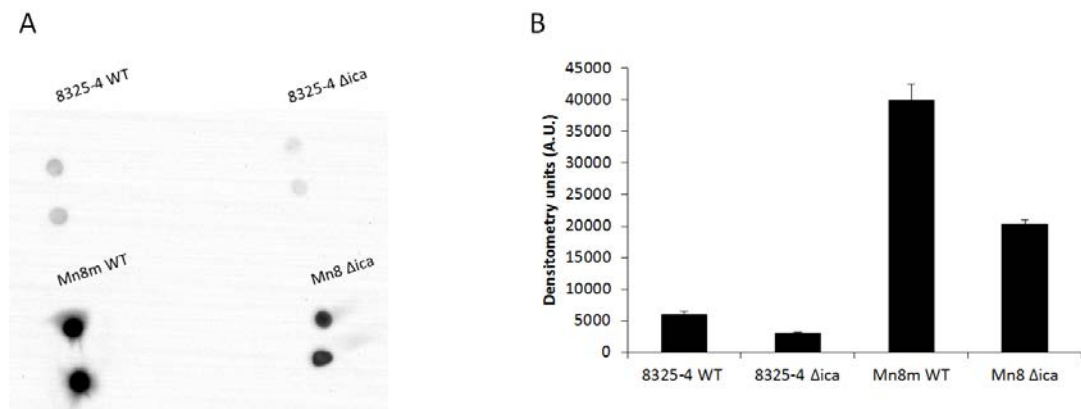 A
8325-4 WT
8325-4 Δica
Mn8m WT
Mn8 Δica
B
Densitometry units (A.U.)
45000
40000
35000
30000
25000
20000
15000
10000
5000
0
8325-4 WT
8325-4 Δica
Mn8m WT
Mn8 Δica